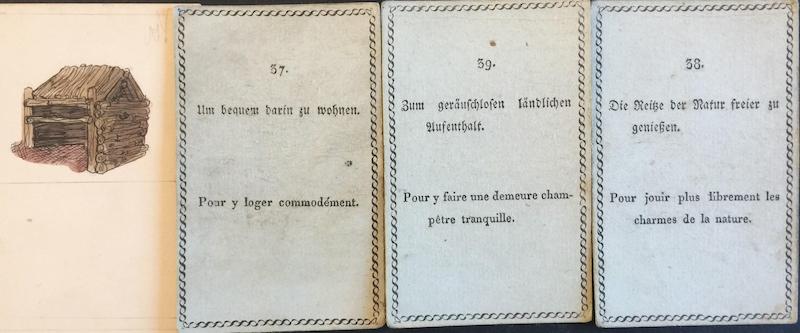 37.
Um bequem darin zu wohnen.
Pour y loger commodément.
39.
Zum geräuschlosen ländlichen
Aufenthalt.
Pour y faire une demeure cham-
pêtre tranquille.
38.
Die Reitze der Natur freier zu
genießen.
Pour jouir plus librement les
charmes de la nature.